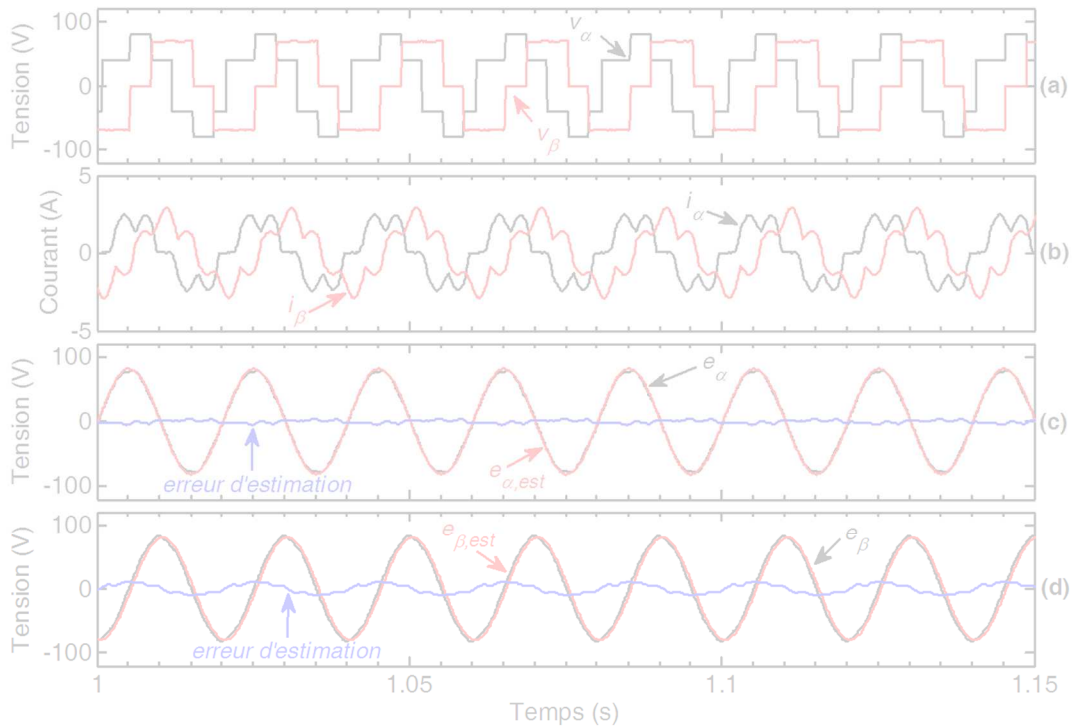 100
0
-100
Tension (V)
vα
vβ
(a)
5
0
-5
Courant (A)
iα
iβ
(b)
100
0
-100
Tension (V)
eα
eα,est
erreur d'estimation
(c)
100
0
-100
Tension (V)
eβ,est
eβ
erreur d'estimation
(d)
1 1.05 1.1 1.15
Temps (s)